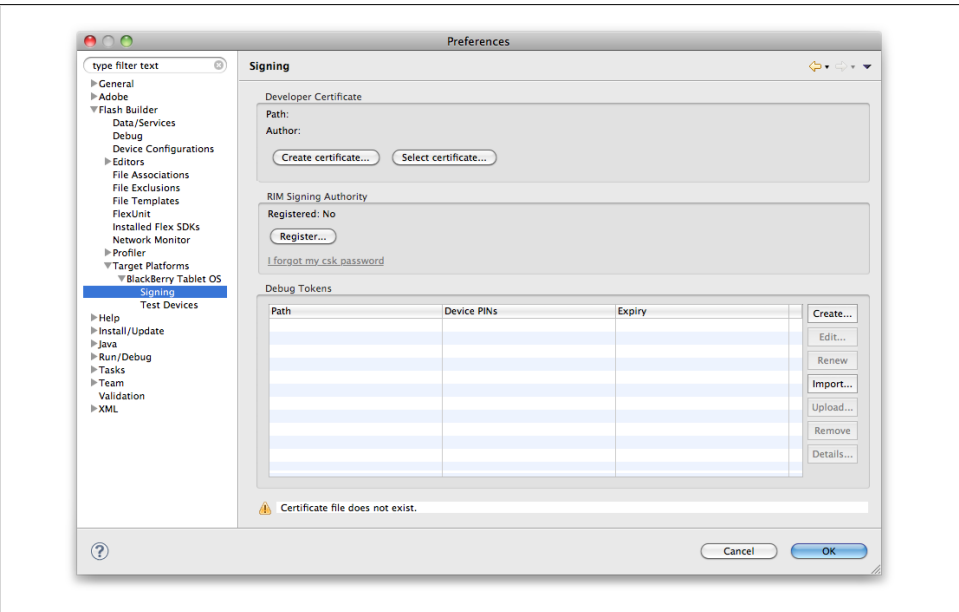 Preferences
type filter text
General
Adobe
Flash Builder
Data/Services
Debug
Device Configurations
Editors
File Associations
File Exclusions
File Templates
FlexUnit
Installed Flex SDKs
Network Monitor
Profiler
Target Platforms
BlackBerry Tablet OS
Signing
Test Devices
Help
Install/Update
Java
Run/Debug
Tasks
Team
Validation
XML
Signing
Developer Certificate
Path:
Author:
Create certificate... Select certificate...
RIM Signing Authority
Registered: No
Register...
I forgot my csk password
Debug Tokens
Path Device PINs Expiry
Create...
Edit...
Renew
Import...
Upload...
Remove
Details...
Certificate file does not exist.
? Cancel OK